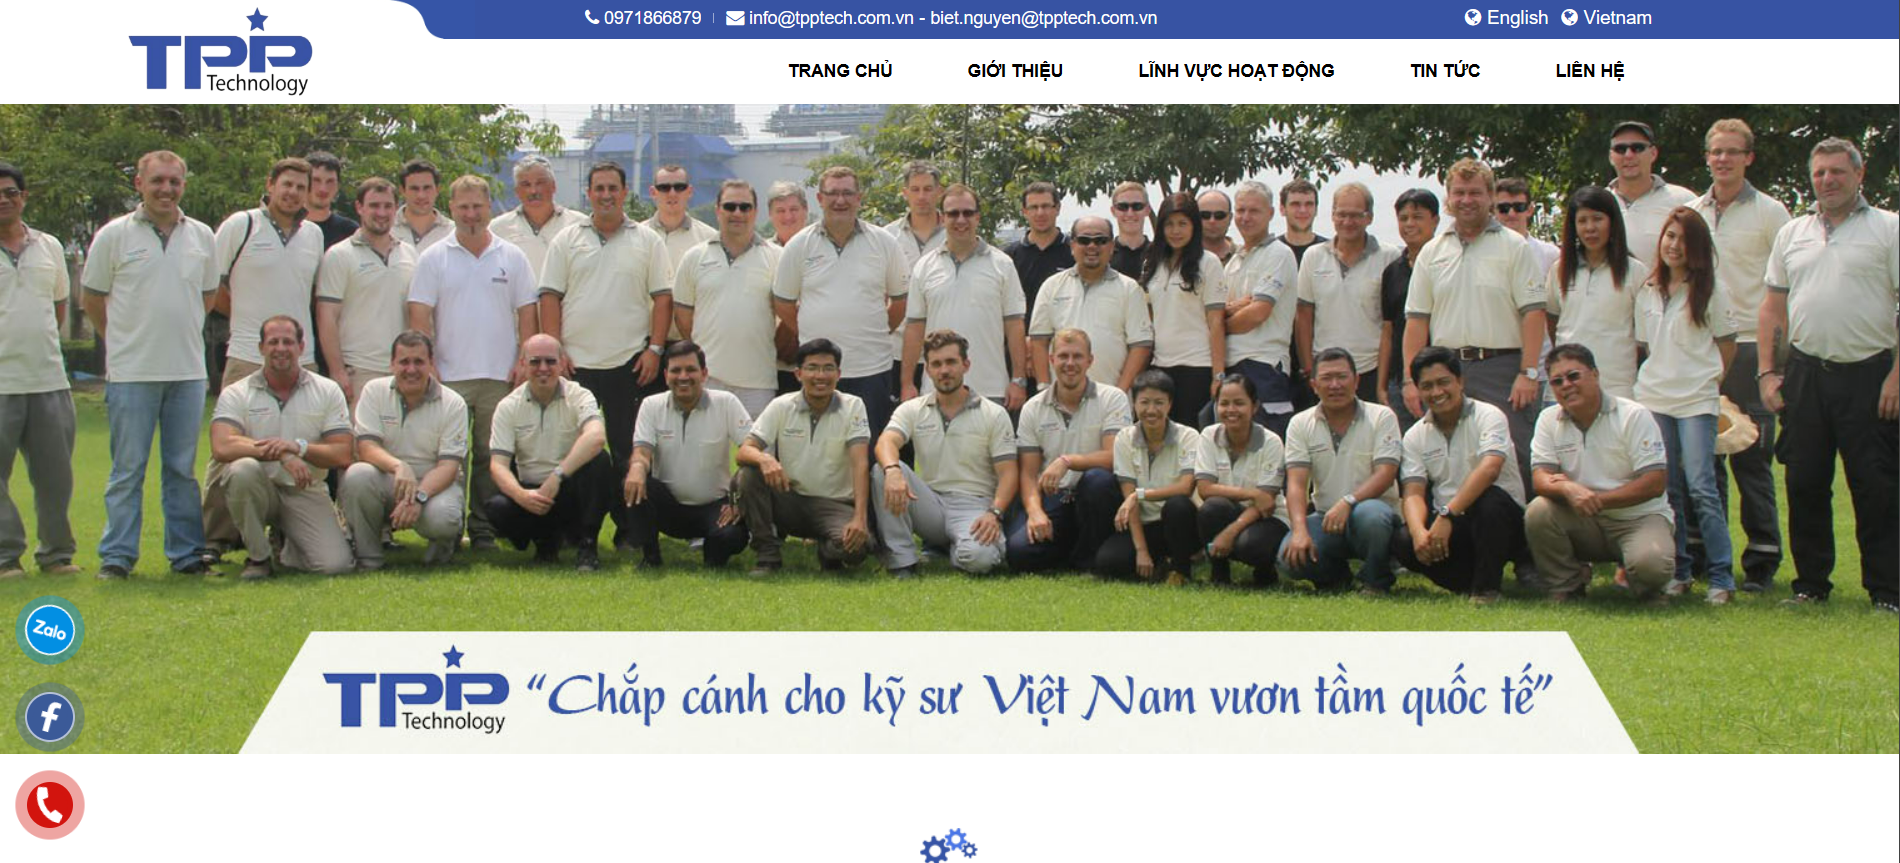 0971866879
info@tpptech.com.vn - biet.nguyen@tpptech.com.vn
English
Vietnam
TPP
Technology
TRANG CHỦ
GIỚI THIỆU
LĨNH VỰC HOẠT ĐỘNG
TIN TỨC
LIÊN HỆ
Zalo
TPP
Technology
“Chắp cánh cho kỹ sư Việt Nam vươn tầm quốc tế”